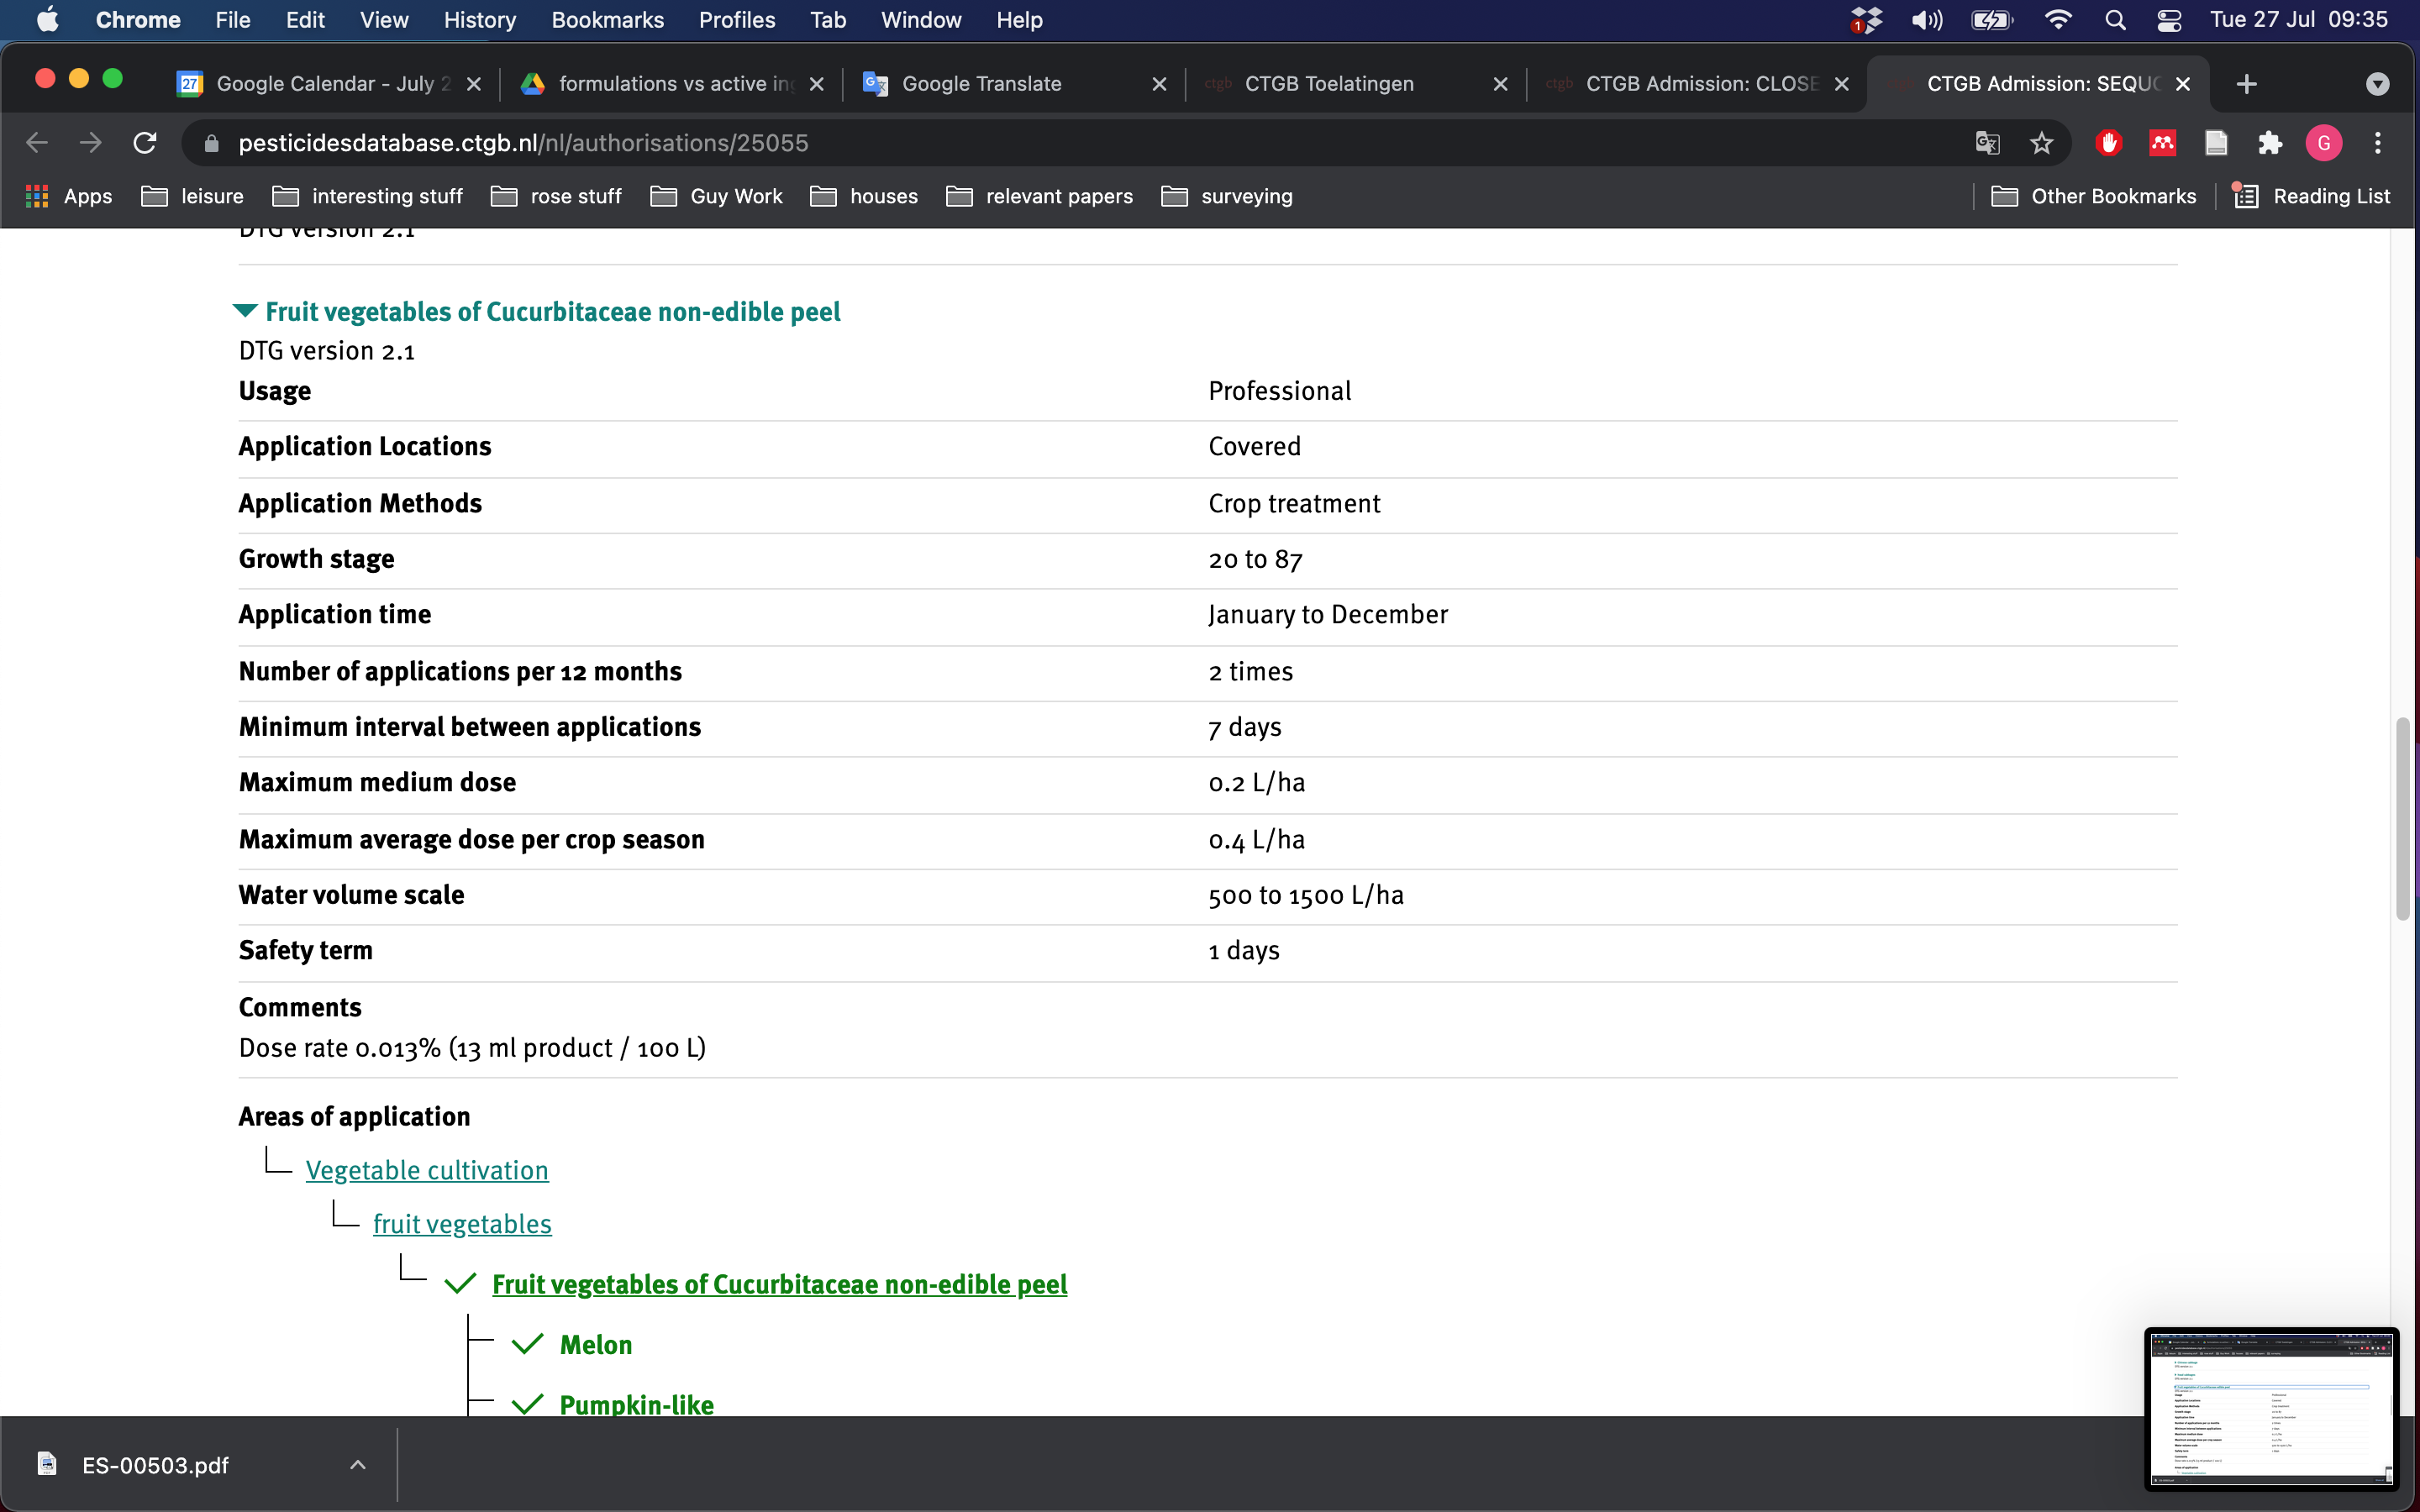 Chrome File Edit View History Bookmarks Profiles Tab Window Help 1 Tue 27 Jul 09:35
27 Google Calendar - July 2 formulations vs active in Google Translate ctgb CTGB Toelatingen ctgb CTGB Admission: CLOSE CTGB Admission: SEQUO
pesticidesdatabase.ctgb.nl/nl/authorisations/25055 G
Apps leisure interesting stuff rose stuff Guy Work houses relevant papers surveying Other Bookmarks Reading List
DTG version 2.1
Fruit vegetables of Cucurbitaceae non-edible peel
DTG version 2.1
Usage Professional
Application Locations Covered
Application Methods Crop treatment
Growth stage 20 to 87
Application time January to December
Number of applications per 12 months 2 times
Minimum interval between applications 7 days
Maximum medium dose 0.2 L/ha
Maximum average dose per crop season 0.4 L/ha
Water volume scale 500 to 1500 L/ha
Safety term 1 days
Comments
Dose rate 0.013% (13 ml product / 100 L)
Areas of application
Vegetable cultivation
fruit vegetables
Fruit vegetables of Cucurbitaceae non-edible peel
Melon
Pumpkin-like
ES-00503.pdf